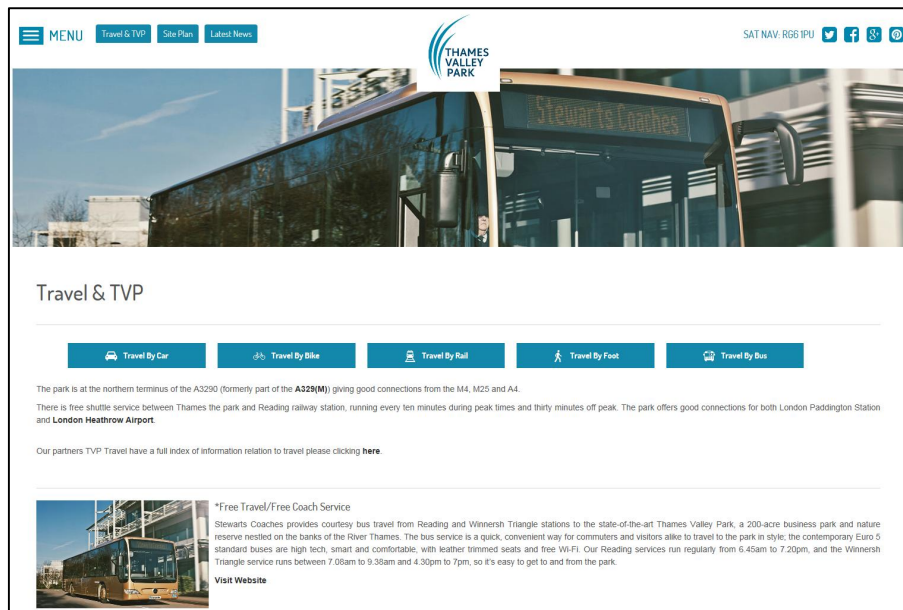 MENU
Travel & TVP
Site Plan
Latest News
THAMES
VALLEY
PARK
SAT NAV: RG6 1PU
Stewarts Coaches
Travel & TVP
Travel By Car
Travel By Bike
Travel By Rail
Travel By Foot
Travel By Bus
The park is at the northern terminus of the A3290 (formerly part of the A329(M)) giving good connections from the M4, M25 and A4.
There is free shuttle service between Thames the park and Reading railway station, running every ten minutes during peak times and thirty minutes off peak. The park offers good connections for both London Paddington Station
and London Heathrow Airport.
Our partners TVP Travel have a full index of information relation to travel please clicking here.
*Free Travel/Free Coach Service
Stewarts Coaches provides courtesy bus travel from Reading and Winnersh Triangle stations to the state-of-the-art Thames Valley Park, a 200-acre business park and nature
reserve nestled on the banks of the River Thames. The bus service is a quick, convenient way for commuters and visitors alike to travel to the park in style; the contemporary Euro 5
standard buses are high tech, smart and comfortable, with leather trimmed seats and free Wi-Fi. Our Reading services run regularly from 6.45am to 7.20pm, and the Winnersh
Triangle service runs between 7.08am to 9.38am and 4.30pm to 7pm, so it's easy to get to and from the park.
Visit Website